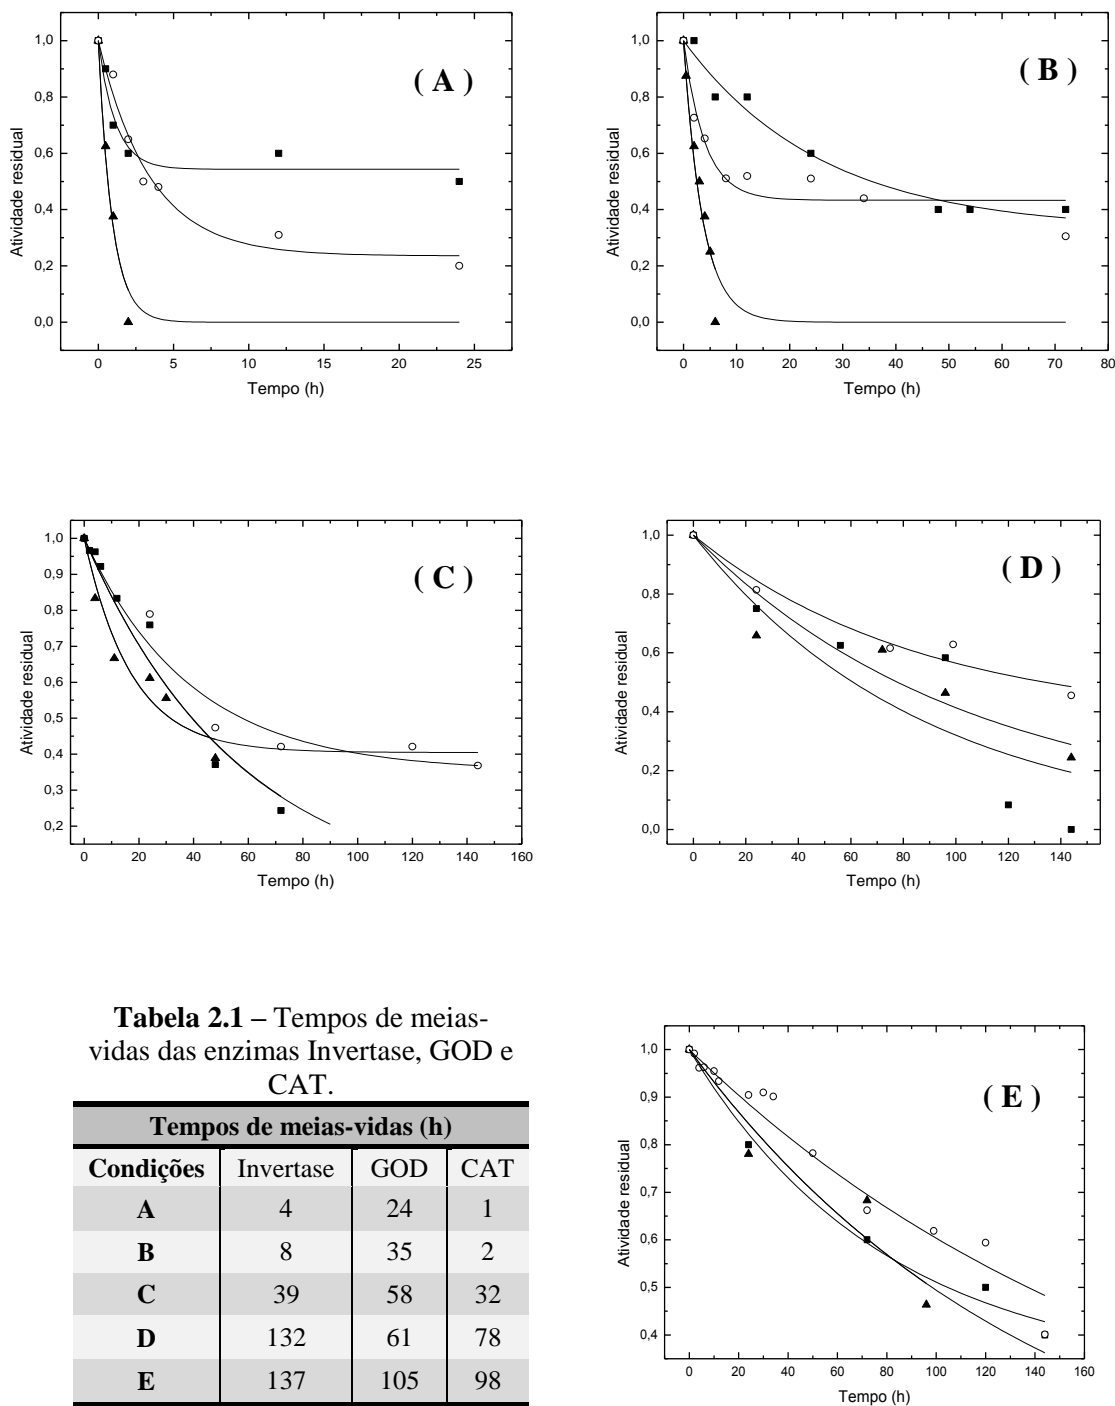 ( A )
1,0
0,8
0,6
0,4
0,2
0,0
Atividade residual
0 5 10 15 20 25
Tempo (h)
( B )
1,0
0,8
0,6
0,4
0,2
0,0
Atividade residual
0 10 20 30 40 50 60 70 80
Tempo (h)
( C )
1,0
0,9
0,8
0,7
0,6
0,5
0,4
0,3
0,2
Atividade residual
0 20 40 60 80 100 120 140 160
Tempo (h)
( D )
1,0
0,8
0,6
0,4
0,2
0,0
Atividade residual
0 20 40 60 80 100 120 140
Tempo (h)
Tabela 2.1 – Tempos de meias-
vidas das enzimas Invertase, GOD e
CAT.
Tempos de meias-vidas (h)
Condições Invertase GOD CAT
A 4 24 1
B 8 35 2
C 39 58 32
D 132 61 78
E 137 105 98
( E )
1,0
0,9
0,8
0,7
0,6
0,5
0,4
Atividade residual
0 20 40 60 80 100 120 140 160
Tempo (h)